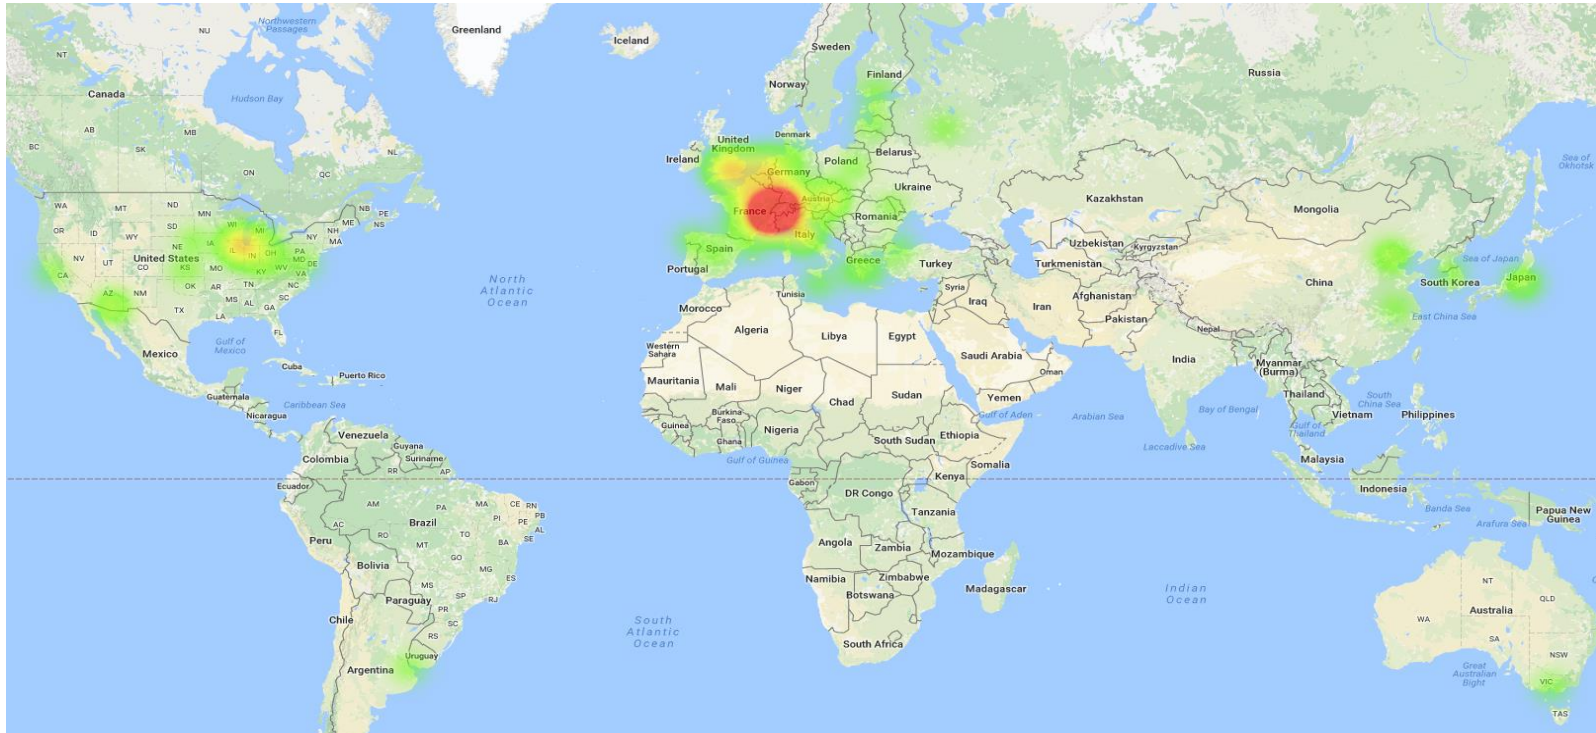 Greenland
Iceland
Northwestern
Passages
NU
NT
Canada
Hudson Bay
AB
MB
BC
SK
NL
ON
QC
Sweden
Finland
Norway
Russia
Denmark
United
Kingdom
Ireland
Poland
Belarus
Germany
Ukraine
Austria
France
Romania
Italy
Spain
Portugal
Greece
Turkey
Sea of
Okhotsk
Kazakhstan
Mongolia
Uzbekistan
Kyrgyzstan
Turkmenistan
Sea of Japan
South Korea
Japan
China
East China Sea
WA
MT
ND
MN
OR
ID
WY
SD
WI
MI
NB
PE
NS
ME
VT
NH
NY
MA
NE
IA
IL
IN
OH
PA
MD
DE
NV
UT
United States
CO
KS
MO
KY
WV
VA
CA
AZ
NM
OK
AR
TN
NC
SC
MS
AL
GA
TX
LA
FL
Mexico
Gulf of
Mexico
Cuba
Puerto Rico
Guatemala
Caribbean Sea
Nicaragua
North
Atlantic
Ocean
Tunisia
Morocco
Algeria
Libya
Egypt
Western
Sahara
Mauritania
Mali
Niger
Chad
Sudan
Burkina
Faso
Guinea
Ghana
Nigeria
South Sudan
Ethiopia
Somalia
Gulf of Guinea
Gabon
Kenya
DR Congo
Tanzania
Angola
Zambia
Mozambique
Namibia
Zimbabwe
Botswana
Madagascar
South Africa
Syria
Iraq
Iran
Afghanistan
Pakistan
Saudi Arabia
Oman
Yemen
Gulf of Aden
Arabian Sea
Nepal
India
Bay of Bengal
Laccadive Sea
Myanmar
(Burma)
Thailand
Gulf of
Thailand
Vietnam
South
China Sea
Philippines
Malaysia
Indonesia
Banda Sea
Arafura Sea
Papua New
Guinea
Venezuela
Guyana
Colombia
Suriname
RR
AP
Ecuador
AM
PA
MA
CE
RN
PB
PI
PE
AL
SE
AC
Brazil
TO
RO
BA
Peru
MT
GO
Bolivia
MG
MS
ES
Paraguay
SP
RJ
PR
Chile
SC
RS
Uruguay
Argentina
South
Atlantic
Ocean
Indian
Ocean
NT
QLD
Australia
WA
SA
NSW
Great
Australian
Bight
VIC
TAS